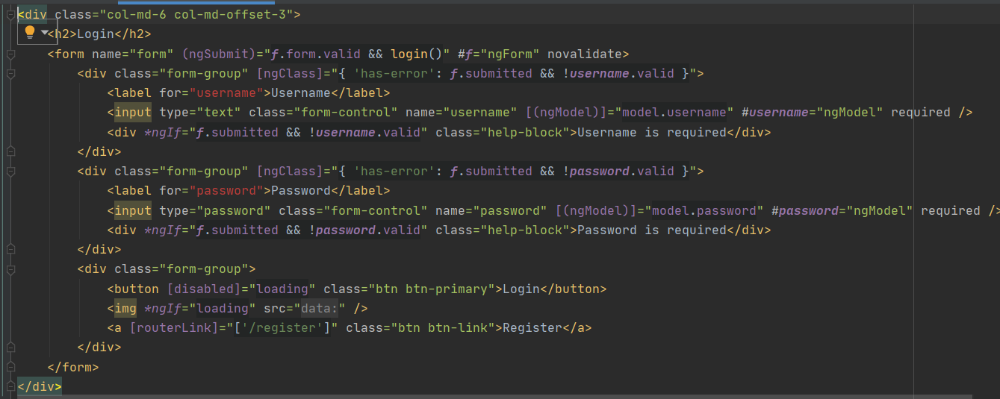 <div class="col-md-6 col-md-offset-3">
    <h2>Login</h2>
    <form name="form" (ngSubmit)="f.form.valid && login()" #f="ngForm" novalidate>
        <div class="form-group" [ngClass]="{ 'has-error': f.submitted && !username.valid }">
            <label for="username">Username</label>
            <input type="text" class="form-control" name="username" [(ngModel)]="model.username" #username="ngModel" required />
            <div *ngIf="f.submitted && !username.valid" class="help-block">Username is required</div>
        </div>
        <div class="form-group" [ngClass]="{ 'has-error': f.submitted && !password.valid }">
            <label for="password">Password</label>
            <input type="password" class="form-control" name="password" [(ngModel)]="model.password" #password="ngModel" required />
            <div *ngIf="f.submitted && !password.valid" class="help-block">Password is required</div>
        </div>
        <div class="form-group">
            <button [disabled]="loading" class="btn btn-primary">Login</button>
            <img *ngIf="loading" src="data:" />
            <a [routerLink]="['/register']" class="btn btn-link">Register</a>
        </div>
    </form>
</div>